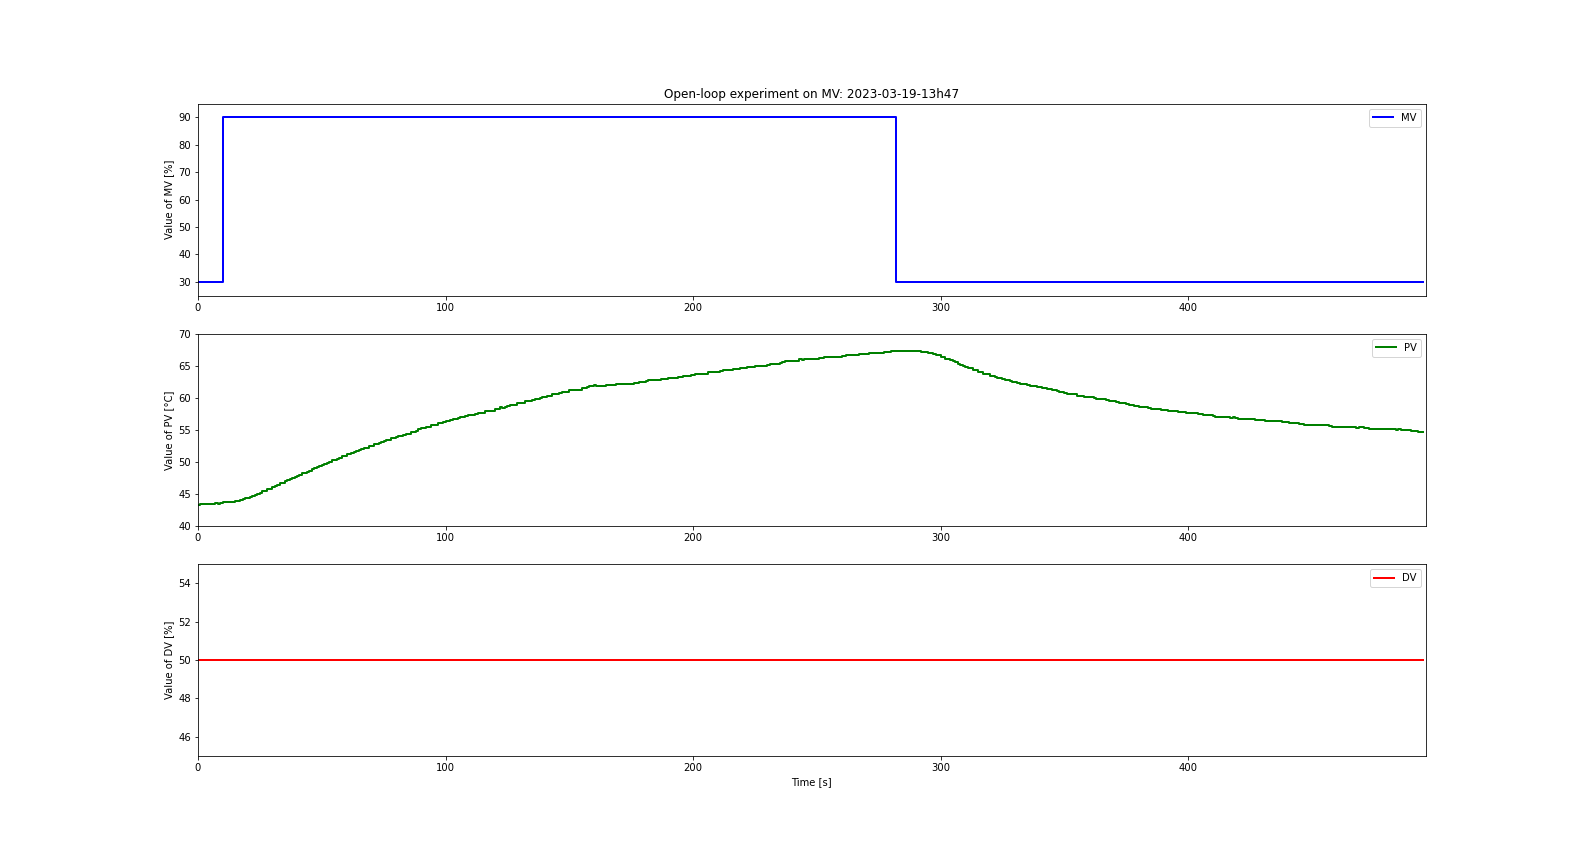 Open-loop experiment on MV: 2023-03-19-13h47
Value of MV [%]
90
80
70
60
50
40
30
MV
0 100 200 300 400
Value of PV [°C]
70
65
60
55
50
45
40
PV
0 100 200 300 400
Value of DV [%]
54
52
50
48
46
DV
0 100 200 300 400
Time [s]